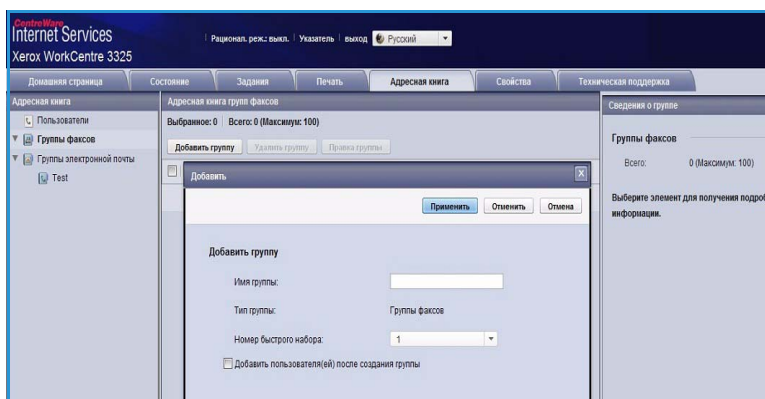 CentreWare
Internet Services
Xerox WorkCentre 3325
Рационал. реж.: выкл. Указатель выход Русский
Домашняя страница Состояние Задания Печать Адресная книга Свойства Техническая поддержка
Адресная книга
Пользователи
Группы факсов
Группы электронной почты
Test
Адресная книга групп факсов
Выбранное: 0 Всего: 0 (Максимум: 100)
Добавить группу Удалить группу Правка группы
Добавить X
Применить Отменить Отмена
Добавить группу
Имя группы:
Тип группы: Группы факсов
Номер быстрого набора: 1
Добавить пользователя(ей) после создания группы
Сведения о группе
Группы факсов
Всего: 0 (Максимум: 100)
Выберите элемент для получения подроб
информации.